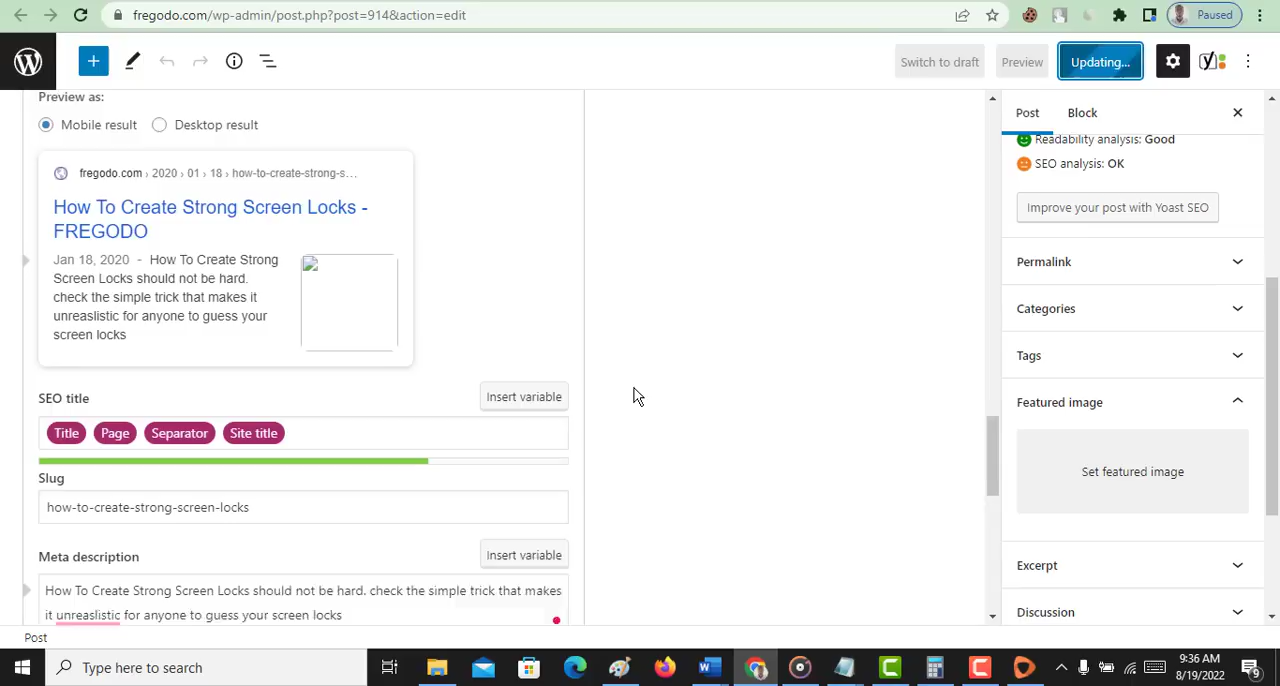 fregodo.com/wp-admin/post.php?post=914&action=edit
Paused
Switch to draft
Preview
Updating...
Preview as:
Mobile result
Desktop result
fregodo.com › 2020 › 01 › 18 › how-to-create-strong-s...
How To Create Strong Screen Locks -
FREGODO
Jan 18, 2020 - How To Create Strong
Screen Locks should not be hard.
check the simple trick that makes it
unreaslistic for anyone to guess your
screen locks
SEO title
Insert variable
Title
Page
Separator
Site title
Slug
how-to-create-strong-screen-locks
Meta description
Insert variable
How To Create Strong Screen Locks should not be hard. check the simple trick that makes
it unreaslistic for anyone to guess your screen locks
Post
Block
Readability analysis: Good
SEO analysis: OK
Improve your post with Yoast SEO
Permalink
Categories
Tags
Featured image
Set featured image
Excerpt
Discussion
Post
Type here to search
9:36 AM
8/19/2022
9